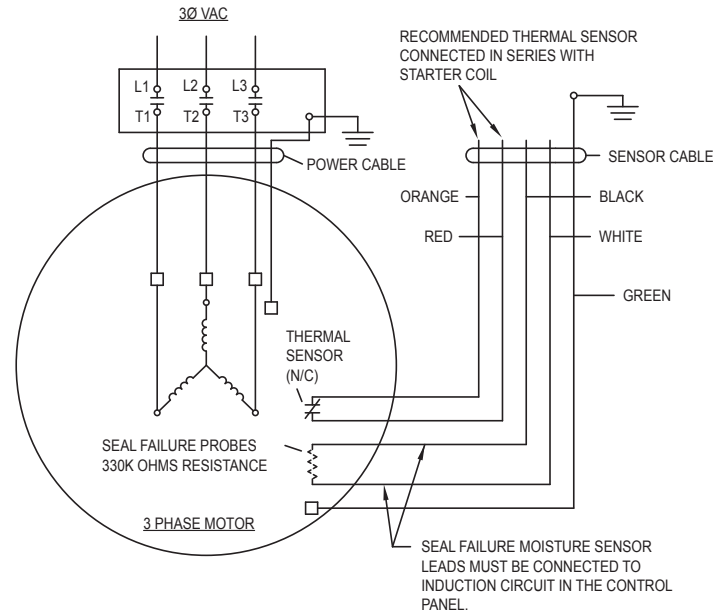 3Ø VAC
RECOMMENDED THERMAL SENSOR
CONNECTED IN SERIES WITH
STARTER COIL
L1 L2 L3
T1 T2 T3
POWER CABLE
SENSOR CABLE
ORANGE
BLACK
RED
WHITE
GREEN
THERMAL
SENSOR
(N/C)
SEAL FAILURE PROBES
330K OHMS RESISTANCE
3 PHASE MOTOR
SEAL FAILURE MOISTURE SENSOR
LEADS MUST BE CONNECTED TO
INDUCTION CIRCUIT IN THE CONTROL
PANEL.